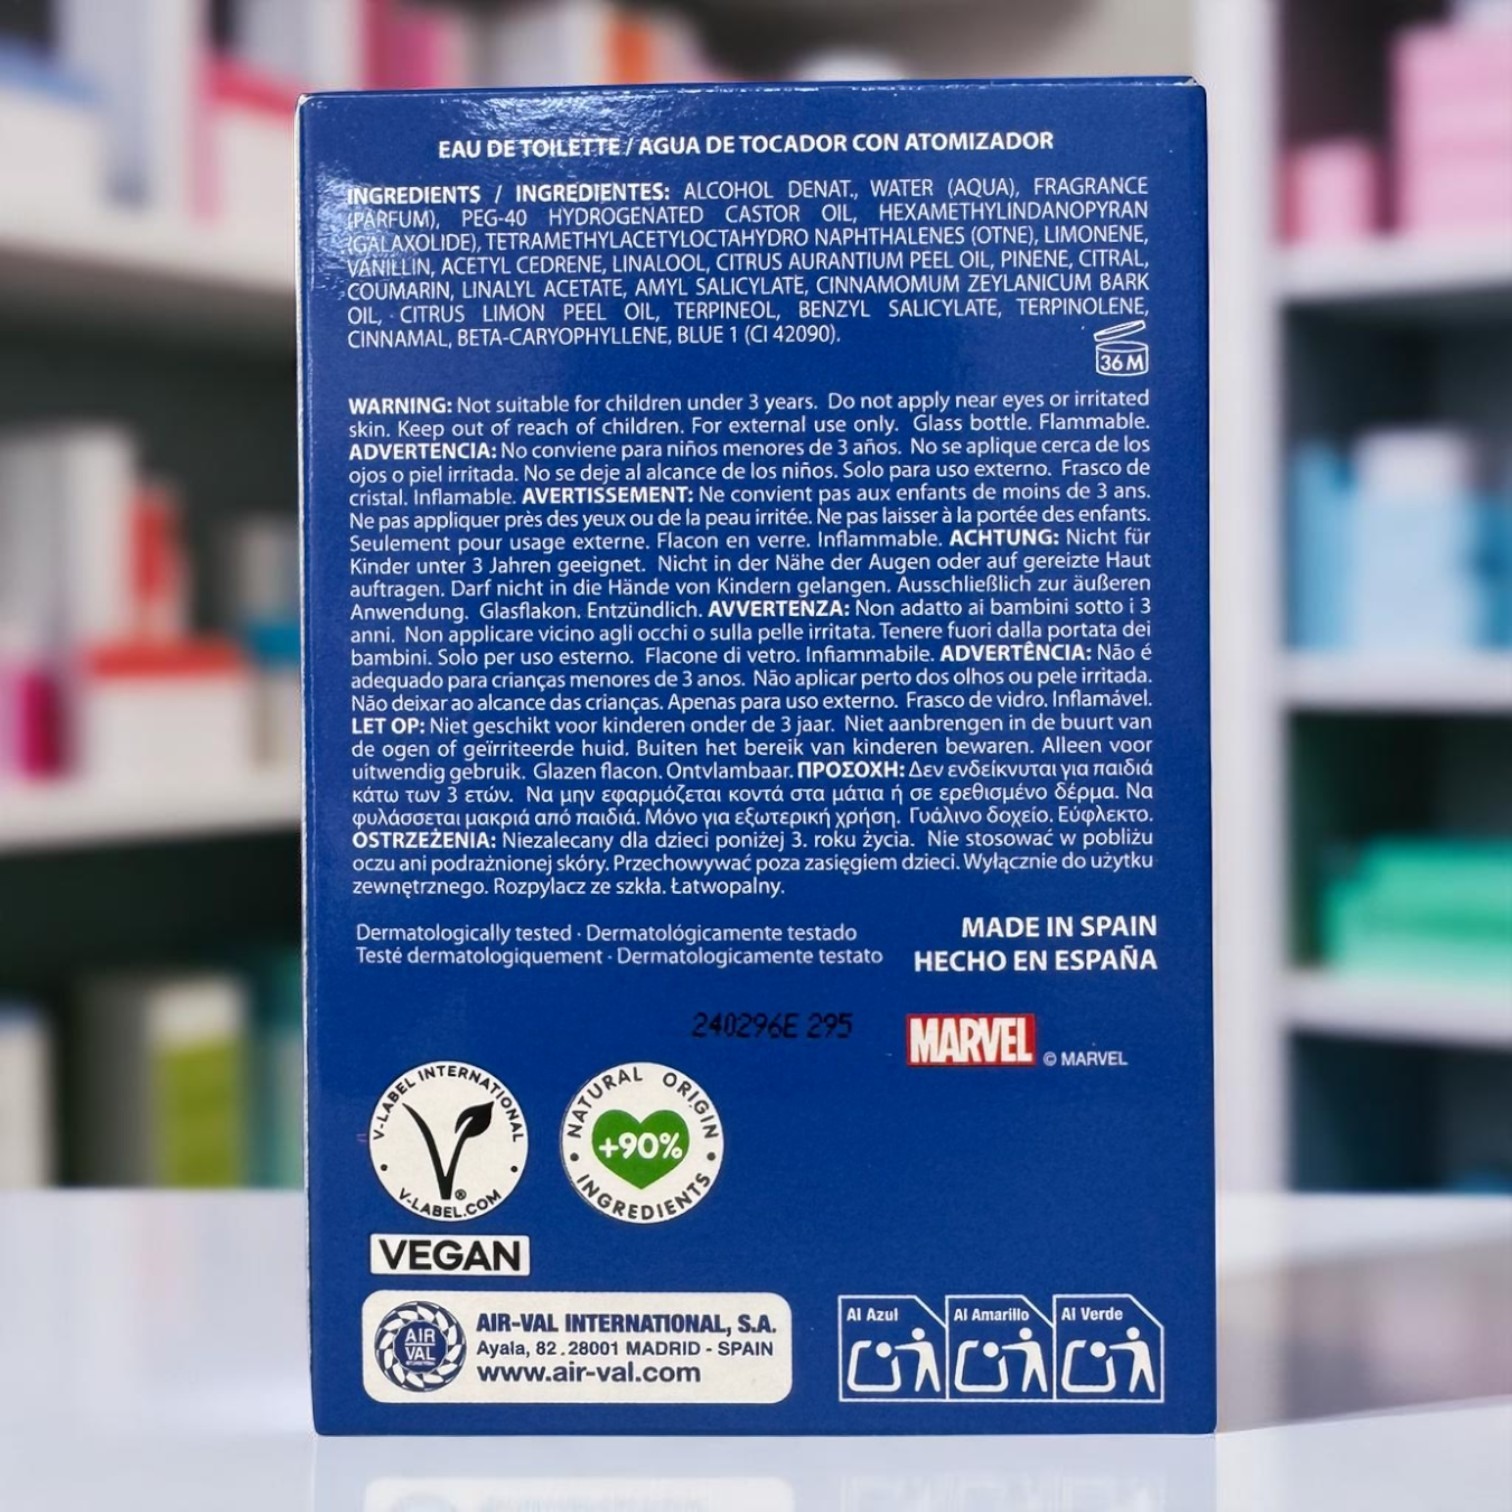 EAU DE TOILETTE / AGUA DE TOCADOR CON ATOMIZADOR
INGREDIENTS / INGREDIENTES: ALCOHOL DENAT., WATER (AQUA), FRAGRANCE
(PARFUM), PEG-40 HYDROGENATED CASTOR OIL, HEXAMETHYLINDANOPYRAN
(GALAXOLIDE), TETRAMETHYLACETYLOCTAHYDRO NAPHTHALENES (OTNE), LIMONENE,
VANILLIN, ACETYL CEDRENE, LINALOOL, CITRUS AURANTIUM PEEL OIL, PINENE, CITRAL,
COUMARIN, LINALYL ACETATE, AMYL SALICYLATE, CINNAMOMUM ZEYLANICUM BARK
OIL, CITRUS LIMON PEEL OIL, TERPINEOL, BENZYL SALICYLATE, TERPINOLENE,
CINNAMAL, BETA-CARYOPHYLLENE, BLUE 1 (CI 42090).
36 M
WARNING: Not suitable for children under 3 years. Do not apply near eyes or irritated
skin. Keep out of reach of children. For external use only. Glass bottle. Flammable.
ADVERTENCIA: No conviene para niños menores de 3 años. No se aplique cerca de los
ojos o piel irritada. No se deje al alcance de los niños. Solo para uso externo. Frasco de
cristal. Inflamable. AVERTISSEMENT: Ne convient pas aux enfants de moins de 3 ans.
Ne pas appliquer près des yeux ou de la peau irritée. Ne pas laisser à la portée des enfants.
Seulement pour usage externe. Flacon en verre. Inflammable. ACHTUNG: Nicht für
Kinder unter 3 Jahren geeignet. Nicht in der Nähe der Augen oder auf gereizte Haut
auftragen. Darf nicht in die Hände von Kindern gelangen. Ausschließlich zur äußeren
Anwendung. Glasflakon. Entzündlich. AVVERTENZA: Non adatto ai bambini sotto i 3
anni. Non applicare vicino agli occhi o sulla pelle irritata. Tenere fuori dalla portata dei
bambini. Solo per uso esterno. Flacone di vetro. Infiammabile. ADVERTÊNCIA: Não é
adequado para crianças menores de 3 anos. Não aplicar perto dos olhos ou pele irritada.
Não deixar ao alcance das crianças. Apenas para uso externo. Frasco de vidro. Inflamável.
LET OP: Niet geschikt voor kinderen onder de 3 jaar. Niet aanbrengen in de buurt van
de ogen of geïrriteerde huid. Buiten het bereik van kinderen bewaren. Alleen voor
uitwendig gebruik. Glazen flacon. Ontvlambaar. ΠΡΟΣΟΧΗ: Δεν ενδείκνυται για παιδιά
κάτω των 3 ετών. Να μην εφαρμόζεται κοντά στα μάτια ή σε ερεθισμένο δέρμα. Να
φυλάσσεται μακριά από παιδιά. Μόνο για εξωτερική χρήση. Γυάλινο δοχείο. Εύφλεκτο.
OSTRZEŻENIA: Niezalecany dla dzieci poniżej 3. roku życia. Nie stosować w pobliżu
oczu ani podrażnionej skóry. Przechowywać poza zasięgiem dzieci. Wyłącznie do użytku
zewnętrznego. Rozpylacz ze szkła. Łatwopalny.
Dermatologically tested · Dermatológicamente testado
Testé dermatologiquement · Dermatologicamente testato
MADE IN SPAIN
HECHO EN ESPAÑA
240296E 295
MARVEL
© MARVEL
V-LABEL INTERNATIONAL
V-LABEL.COM
®
VEGAN
NATURAL ORIGIN
+90%
INGREDIENTS
AIR
VAL
AIR-VAL INTERNATIONAL, S.A.
Ayala, 82 . 28001 MADRID - SPAIN
www.air-val.com
Al Azul
Al Amarillo
Al Verde